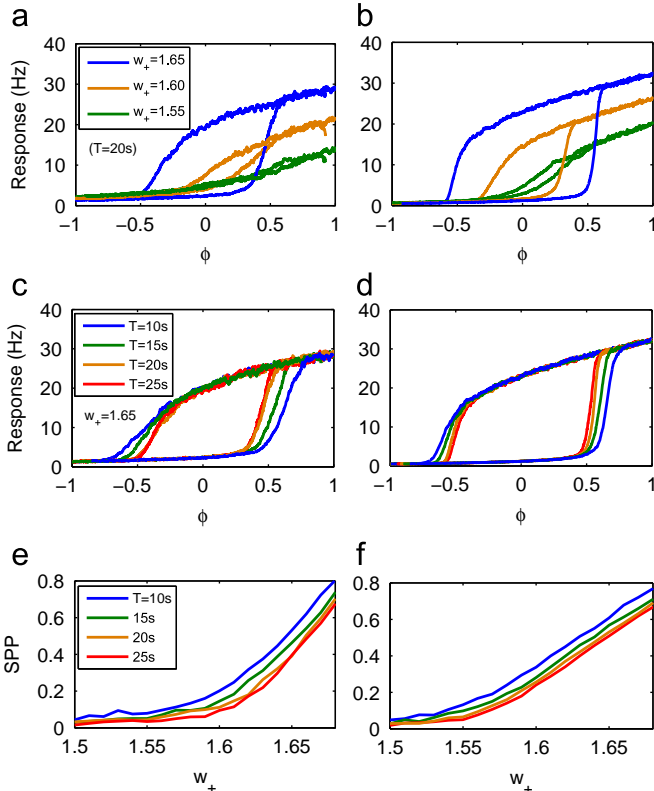 a
b
40
30
20
10
0
Response (Hz)
w+=1.65
w+=1.60
w+=1.55
(T=20s)
−1
−0.5
0
0.5
1
ϕ
40
30
20
10
0
−1
−0.5
0
0.5
1
ϕ
c
d
40
30
20
10
0
Response (Hz)
T=10s
T=15s
T=20s
T=25s
w+=1.65
−1
−0.5
0
0.5
1
ϕ
40
30
20
10
0
−1
−0.5
0
0.5
1
ϕ
e
f
0.8
0.6
0.4
0.2
0
SPP
T=10s
15s
20s
25s
1.5
1.55
1.6
1.65
w+
0.8
0.6
0.4
0.2
0
1.5
1.55
1.6
1.65
w+